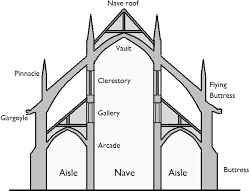 Nave roof
Vault
Pinnacle
Clerestory
Flying
Buttress
Gargoyle
Gallery
Arcade
Buttress
Aisle
Nave
Aisle